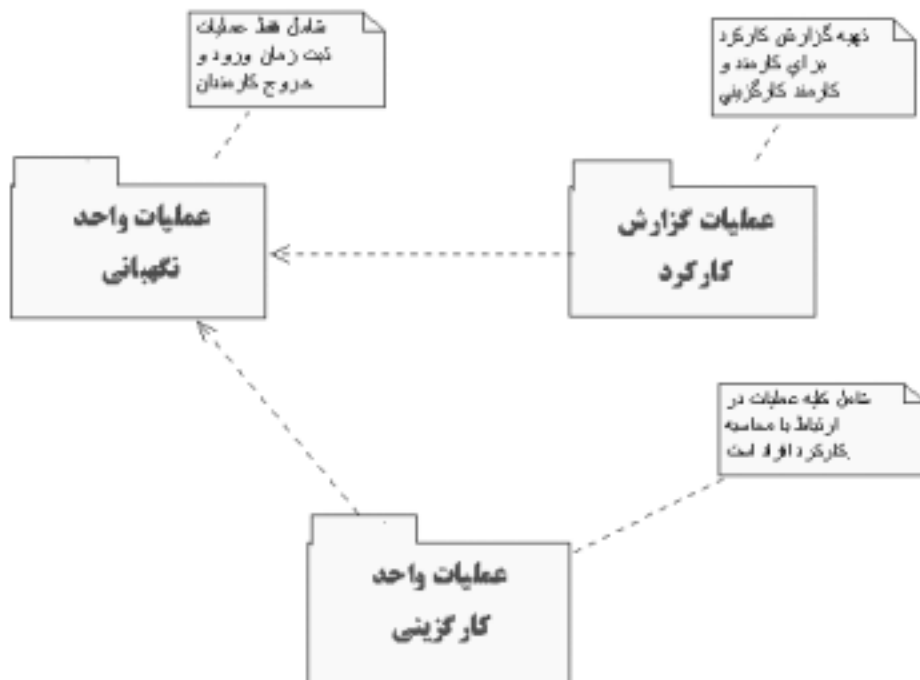 تهیه گزارش کارکرد
برای کارمند و
کارمند کارگزینی
شامل فقط عملیات
ثبت زمان ورود و
خروج کارمندان
عملیات گزارش
کارکرد
عملیات واحد
نگهبانی
شامل کلیه عملیات در
ارتباط با محاسبه
کارکرد افراد است.
عملیات واحد
کارگزینی